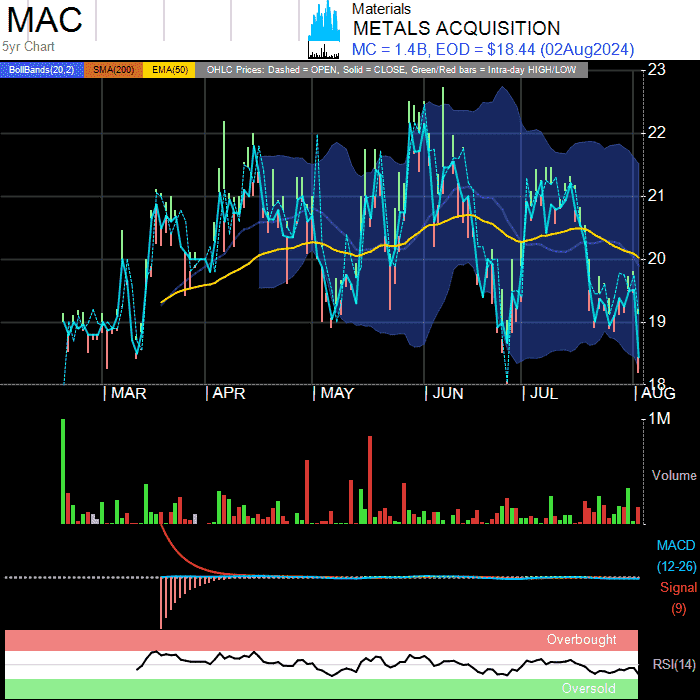 MAC
5yr Chart
Materials
METALS ACQUISITION
MC = 1.4B, EOD = $18.44 (02Aug2024)
BollBands(20,2) SMA(200) EMA(50) OHLC Prices: Dashed = OPEN, Solid = CLOSE, Green/Red bars = Intra-day HIGH/LOW
23
22
21
20
19
18
MAR APR MAY JUN JUL AUG
1M
Volume
MACD
(12-26)
Signal
(9)
Overbought
RSI(14)
Oversold